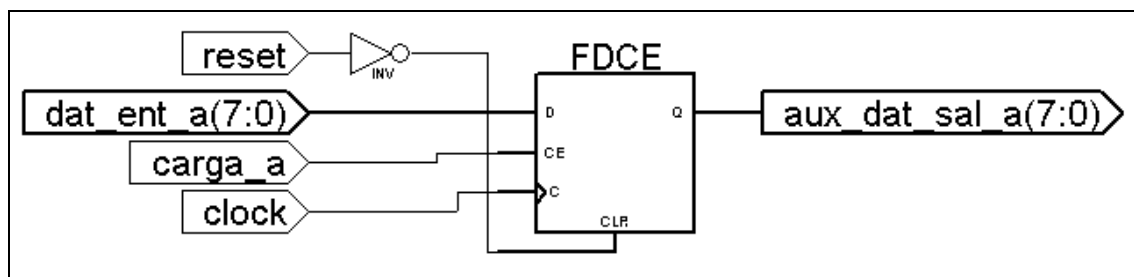 reset
INV
FDCE
dat_ent_a(7:0)
D
Q
aux_dat_sal_a(7:0)
carga_a
CE
clock
C
CLR